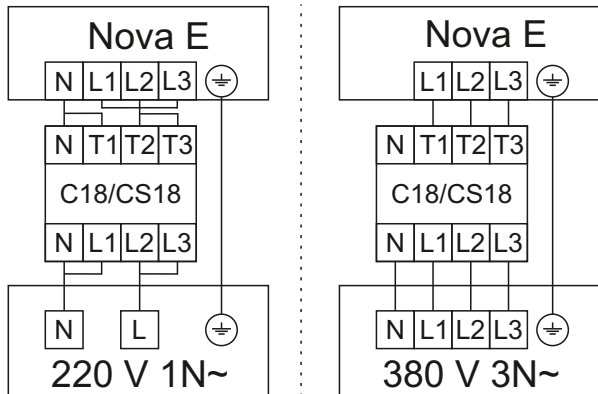 Nova E
N L1 L2 L3
N T1 T2 T3
C18/CS18
N L1 L2 L3
N L
220 V 1N~
Nova E
L1 L2 L3
N T1 T2 T3
C18/CS18
N L1 L2 L3
N L1 L2 L3
380 V 3N~